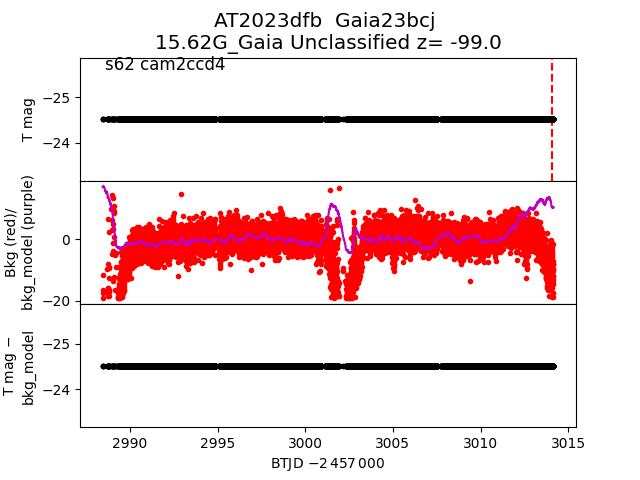 AT2023dfb  Gaia23bcj
15.62G_Gaia Unclassified z= -99.0
s62 cam2ccd4
−25
−24
T mag
0
−20
Bkg (red)/
bkg_model (purple)
−25
−24
T mag −
bkg_model
2990
2995
3000
3005
3010
3015
BTJD −2 457 000